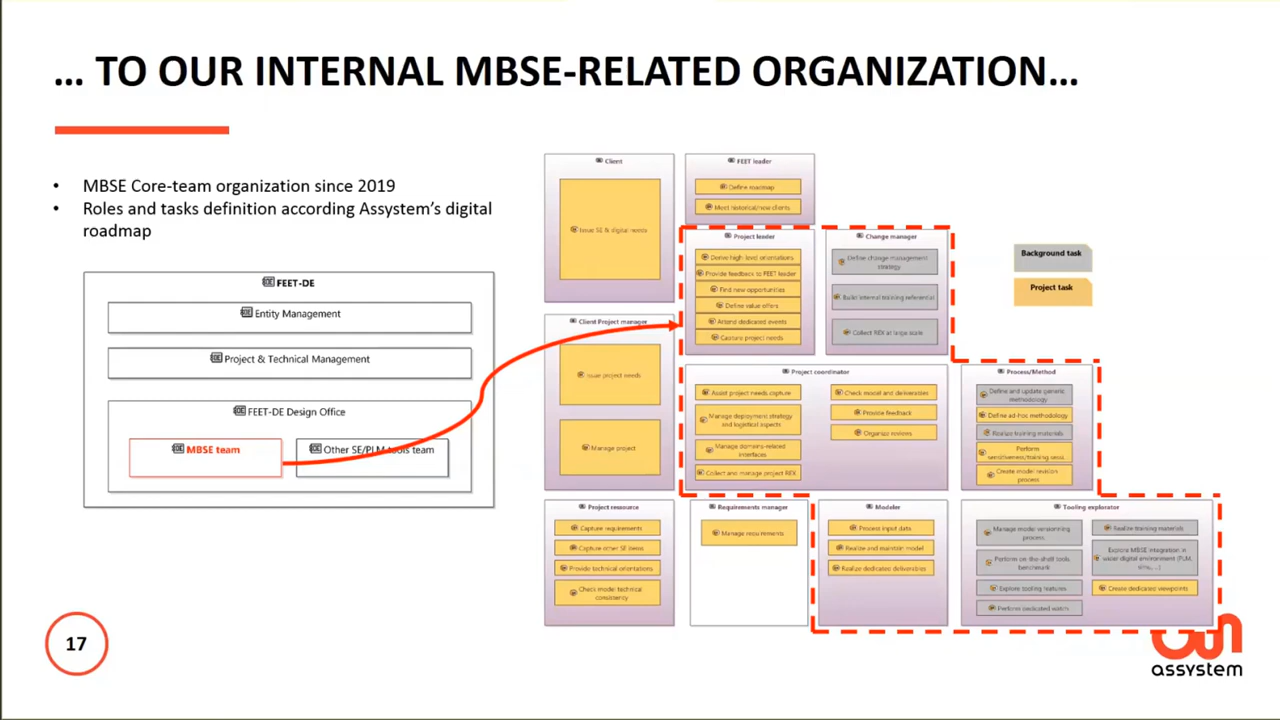 ... TO OUR INTERNAL MBSE-RELATED ORGANIZATION...
• MBSE Core-team organization since 2019
• Roles and tasks definition according Assystem's digital
roadmap
FEET-DE
Entity Management
Project & Technical Management
FEET-DE Design Office
MBSE team
Other SE/PLM tools team
Client
Issue SE & digital needs
FEET leader
Define roadmap
Meet historical/new clients
Project leader
Derive high-level orientations
Provide feedback to FEET leader
Find new opportunities
Define value offers
Attend dedicated events
Capture project needs
Change manager
Define change management
strategy
Build internal training referential
Collect REX at large scale
Background task
Project task
Client Project manager
Issue project needs
Manage project
Project coordinator
Assist project needs capture
Manage deployment strategy
and logistical aspects
Manage domains-related
interfaces
Collect and manage project REX
Check model and deliverables
Provide feedback
Organize reviews
Process/Method
Define and update generic
methodology
Define ad-hoc methodology
Realize training materials
Perform
sensitiveness/training sessi...
Create model revision
process
Project resource
Capture requirements
Capture other SE items
Provide technical orientations
Check model technical
consistency
Requirements manager
Manage requirements
Modeler
Process input data
Realize and maintain model
Realize dedicated deliverables
Tooling explorator
Manage model versionning
process
Perform on-the-shelf tools
benchmark
Explore tooling features
Perform dedicated watch
Realize training materials
Explore MBSE integration in
wider digital environment (PLM,
simu, ...)
Create dedicated viewpoints
17
assystem